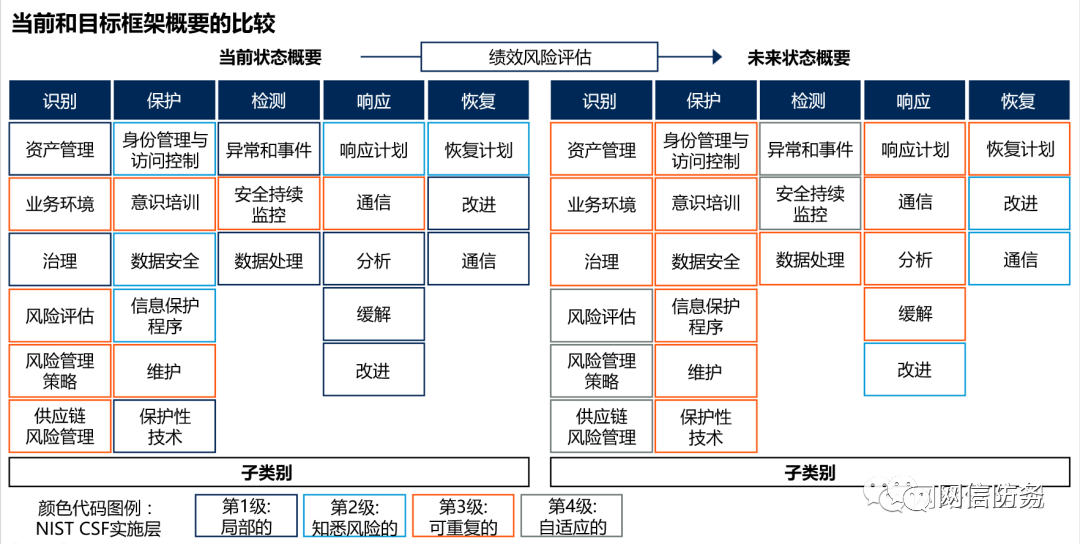 当前和目标框架概要的比较
当前状态概要
绩效风险评估
未来状态概要
识别 保护 检测 响应 恢复
资产管理
身份管理与
访问控制
异常和事件
响应计划
恢复计划
业务环境
意识培训
安全持续
监控
通信
改进
治理
数据安全
数据处理
分析
通信
风险评估
信息保护
程序
缓解
风险管理
策略
维护
改进
供应链
风险管理
保护性
技术
子类别
识别 保护 检测 响应 恢复
资产管理
身份管理与
访问控制
异常和事件
响应计划
恢复计划
业务环境
意识培训
安全持续
监控
通信
改进
治理
数据安全
数据处理
分析
通信
风险评估
信息保护
程序
缓解
风险管理
策略
维护
改进
供应链
风险管理
保护性
技术
子类别
颜色代码图例：
NIST CSF实施层
第1级:
局部的
第2级:
知悉风险的
第3级:
可重复的
第4级:
自适应的
网信防务